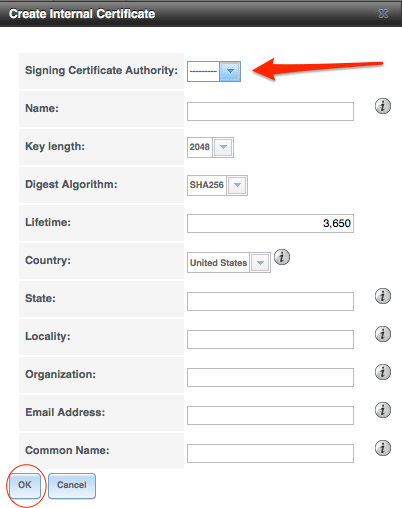 Create Internal Certificate
Signing Certificate Authority: ---------
Name:
Key length: 2048
Digest Algorithm: SHA256
Lifetime: 3,650
Country: United States
State:
Locality:
Organization:
Email Address:
Common Name:
OK Cancel